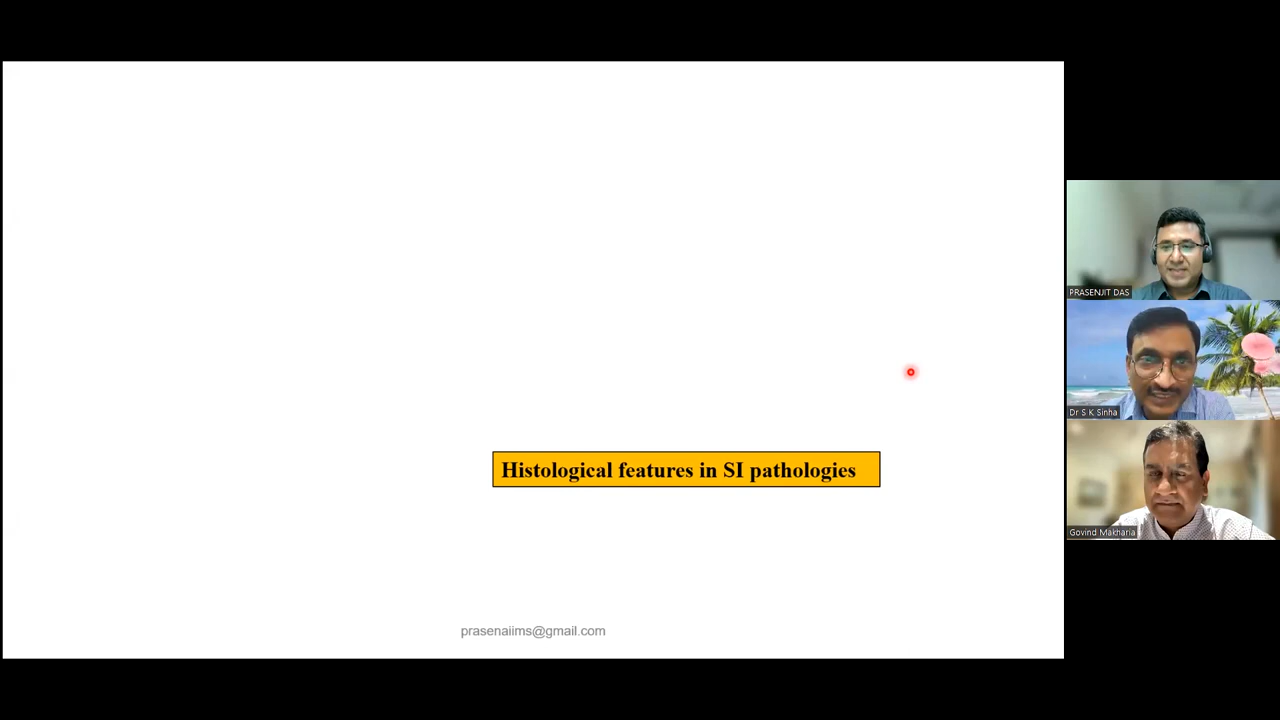 Histological features in SI pathologies
prasenaiims@gmail.com
PRASENJIT DAS
Dr S K Sinha
Govind Makharia